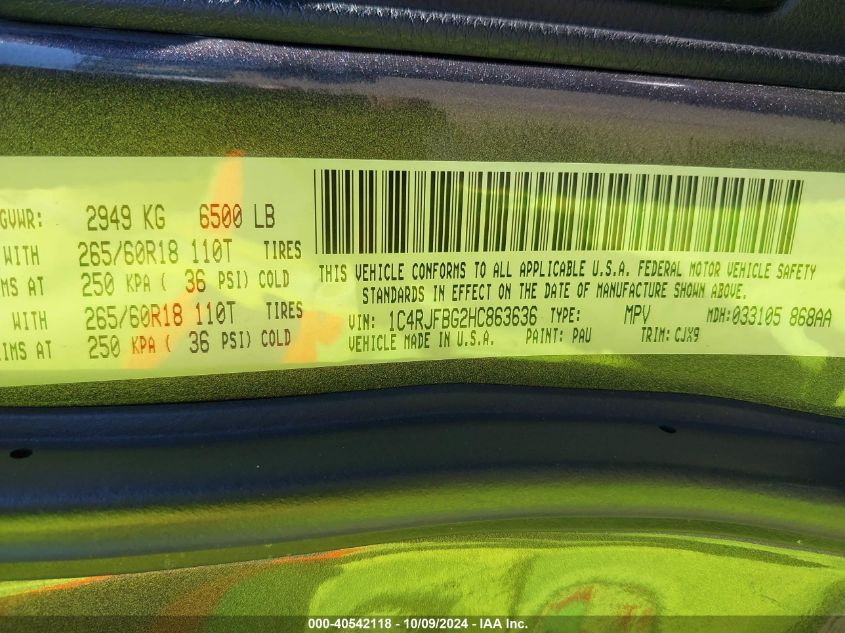 GVWR: 2949 KG 6500 LB
WITH 265/60R18 110T TIRES
IMS AT 250 KPA ( 36 PSI) COLD
WITH 265/60R18 110T TIRES
RIMS AT 250 KPA ( 36 PSI) COLD
THIS VEHICLE CONFORMS TO ALL APPLICABLE U.S.A. FEDERAL MOTOR VEHICLE SAFETY
STANDARDS IN EFFECT ON THE DATE OF MANUFACTURE SHOWN ABOVE.
VIN: 1C4RJFBG2HC863636 TYPE: MPV MDH:033105 868AA
VEHICLE MADE IN U.S.A. PAINT: PAU TRIM: CJX9
000-40542118 - 10/09/2024 - IAA Inc.